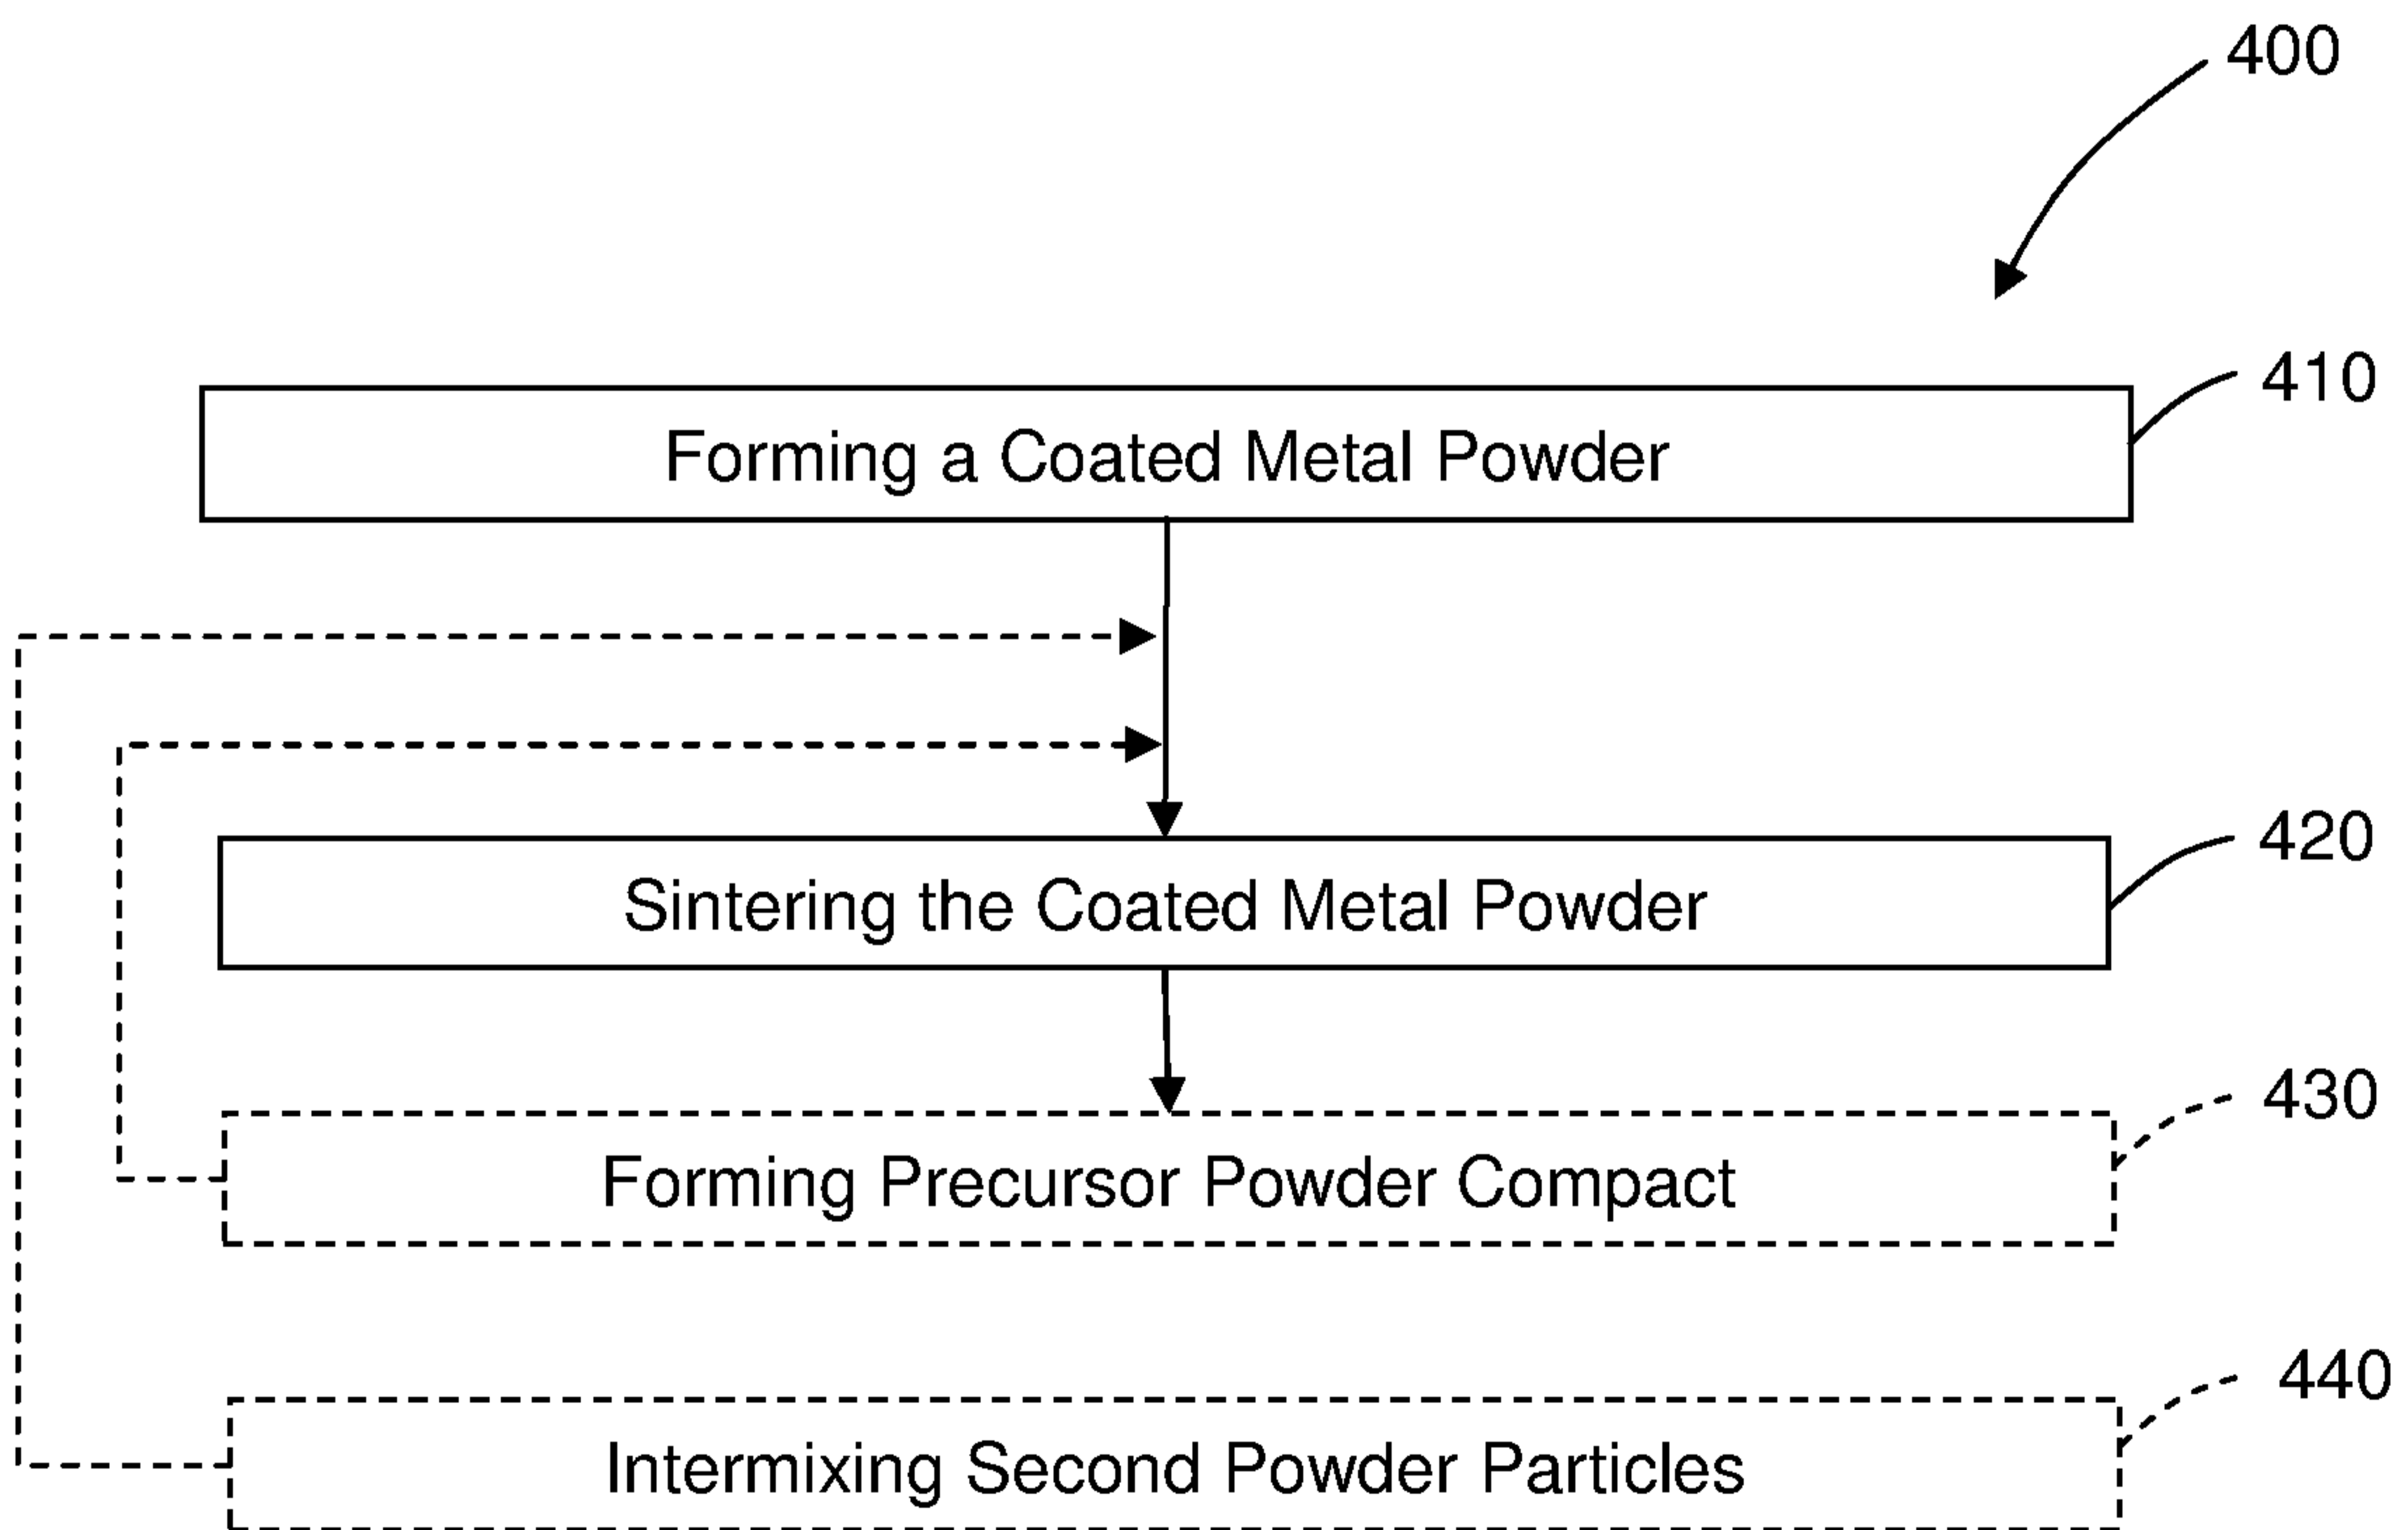 400
410
Forming a Coated Metal Powder
420
Sintering the Coated Metal Powder
430
Forming Precursor Powder Compact
440
Intermixing Second Powder Particles